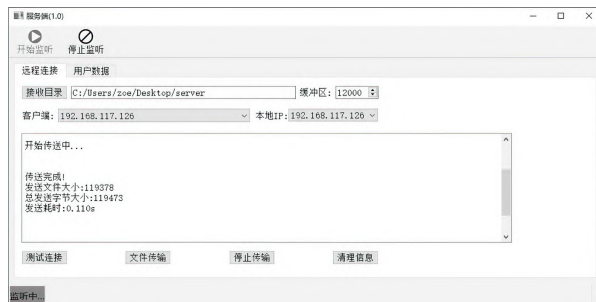 服务端(1.0)
开始监听 停止监听
远程连接 用户数据
接收目录 C:/Users/zoe/Desktop/server 缓冲区: 12000
客户端: 192.168.117.126 本地IP: 192.168.117.126
开始传送中...
传送完成!
发送文件大小:119378
总发送字节大小:119473
发送耗时:0.110s
测试连接 文件传输 停止传输 清理信息
监听中...